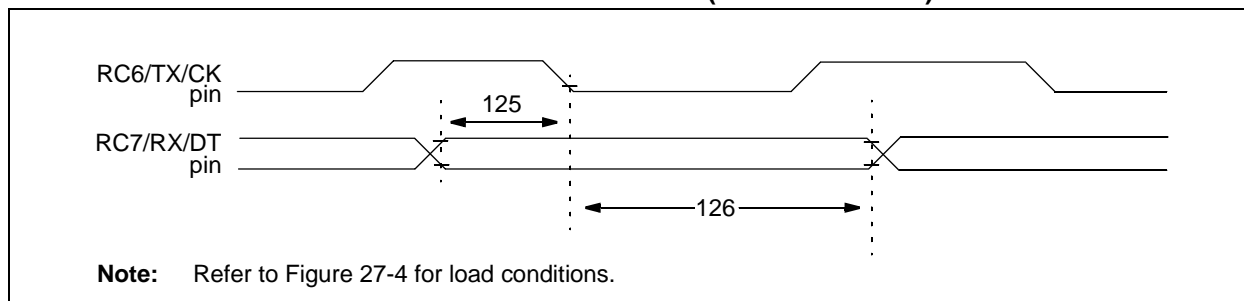 RC6/TX/CK
pin
125
RC7/RX/DT
pin
126
Note: Refer to Figure 27-4 for load conditions.